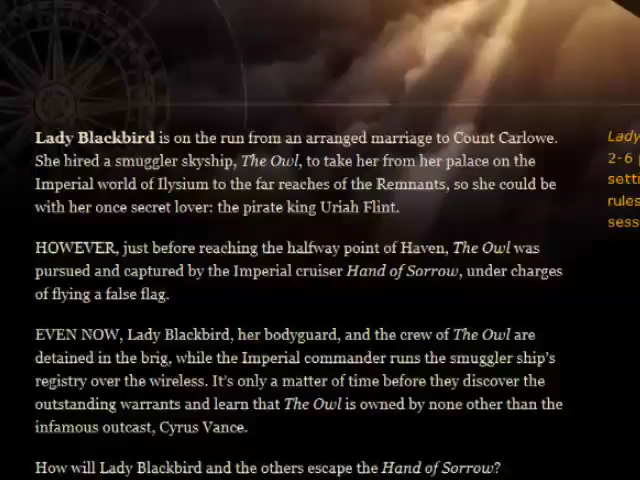 Lady Blackbird is on the run from an arranged marriage to Count Carlowe.
She hired a smuggler skyship, The Owl, to take her from her palace on the
Imperial world of Ilysium to the far reaches of the Remnants, so she could be
with her once secret lover: the pirate king Uriah Flint.
HOWEVER, just before reaching the halfway point of Haven, The Owl was
pursued and captured by the Imperial cruiser Hand of Sorrow, under charges
of flying a false flag.
EVEN NOW, Lady Blackbird, her bodyguard, and the crew of The Owl are
detained in the brig, while the Imperial commander runs the smuggler ship's
registry over the wireless. It's only a matter of time before they discover the
outstanding warrants and learn that The Owl is owned by none other than the
infamous outcast, Cyrus Vance.
How will Lady Blackbird and the others escape the Hand of Sorrow?
Lady
2-6
setti
rules
sess